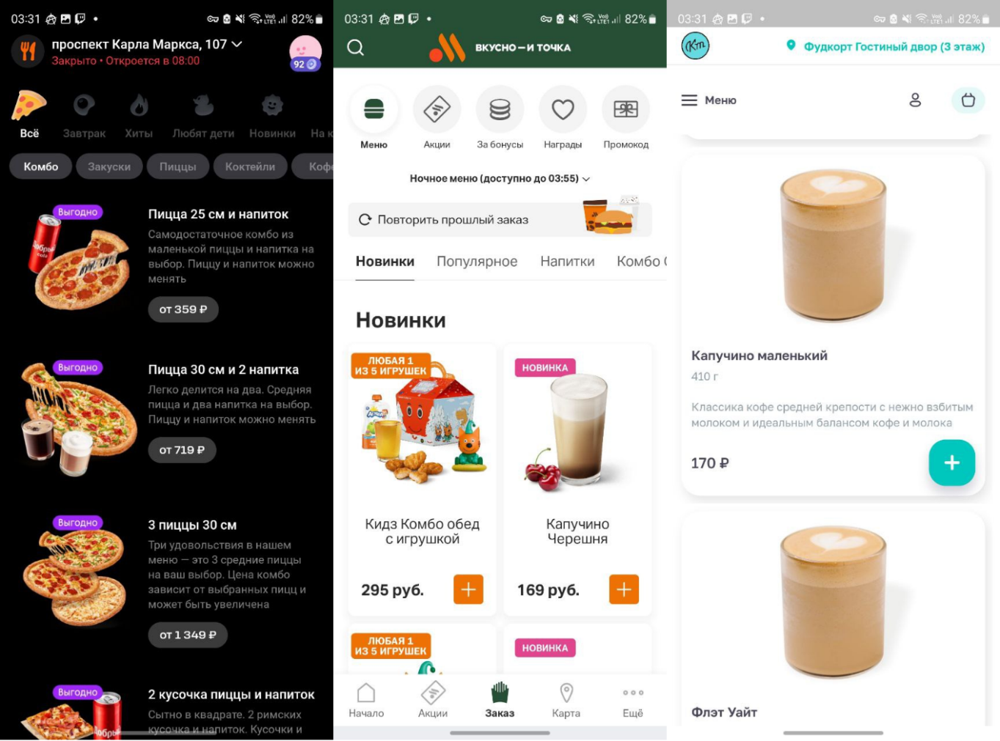 03:31
82%
проспект Карла Маркса, 107
Закрыто • Откроется в 08:00
92
Всё
Завтрак
Хиты
Любят дети
Новинки
На к
Комбо
Закуски
Пиццы
Коктейли
Кофе
Выгодно
Добрый
cola
Пицца 25 см и напиток
Самодостаточное комбо из
маленькой пиццы и напитка на
выбор. Пиццу и напиток можно
менять
от 359 ₽
Выгодно
Пицца 30 см и 2 напитка
Легко делится на два. Средняя
пицца и два напитка на выбор.
Пиццу и напиток можно менять
от 719 ₽
Выгодно
3 пиццы 30 см
Три удовольствия в нашем
меню — это 3 средние пиццы
на ваш выбор. Цена комбо
зависит от выбранных пицц и
может быть увеличена
от 1 349 ₽
Выгодно
2 кусочка пиццы и напиток
Сытно в квадрате. 2 римских
кусочка и напиток. Кусочки и
03:31
82%
ВКУСНО — И ТОЧКА
Меню
Акции
За бонусы
Награды
Промокод
Ночное меню (доступно до 03:55)
Повторить прошлый заказ
Новинки
Популярное
Напитки
Комбо
Новинки
ЛЮБАЯ 1
ИЗ 5 ИГРУШЕК
Кидз Комбо обед
с игрушкой
295 руб.
НОВИНКА
Капучино
Черешня
169 руб.
ЛЮБАЯ 1
ИЗ 5 ИГРУШЕК
НОВИНКА
Начало
Акции
Заказ
Карта
Ещё
03:31
82%
Кт
Фудкорт Гостиный двор (3 этаж)
Меню
Капучино маленький
410 г
Классика кофе средней крепости с нежно взбитым
молоком и идеальным балансом кофе и молока
170 ₽
Флэт Уайт